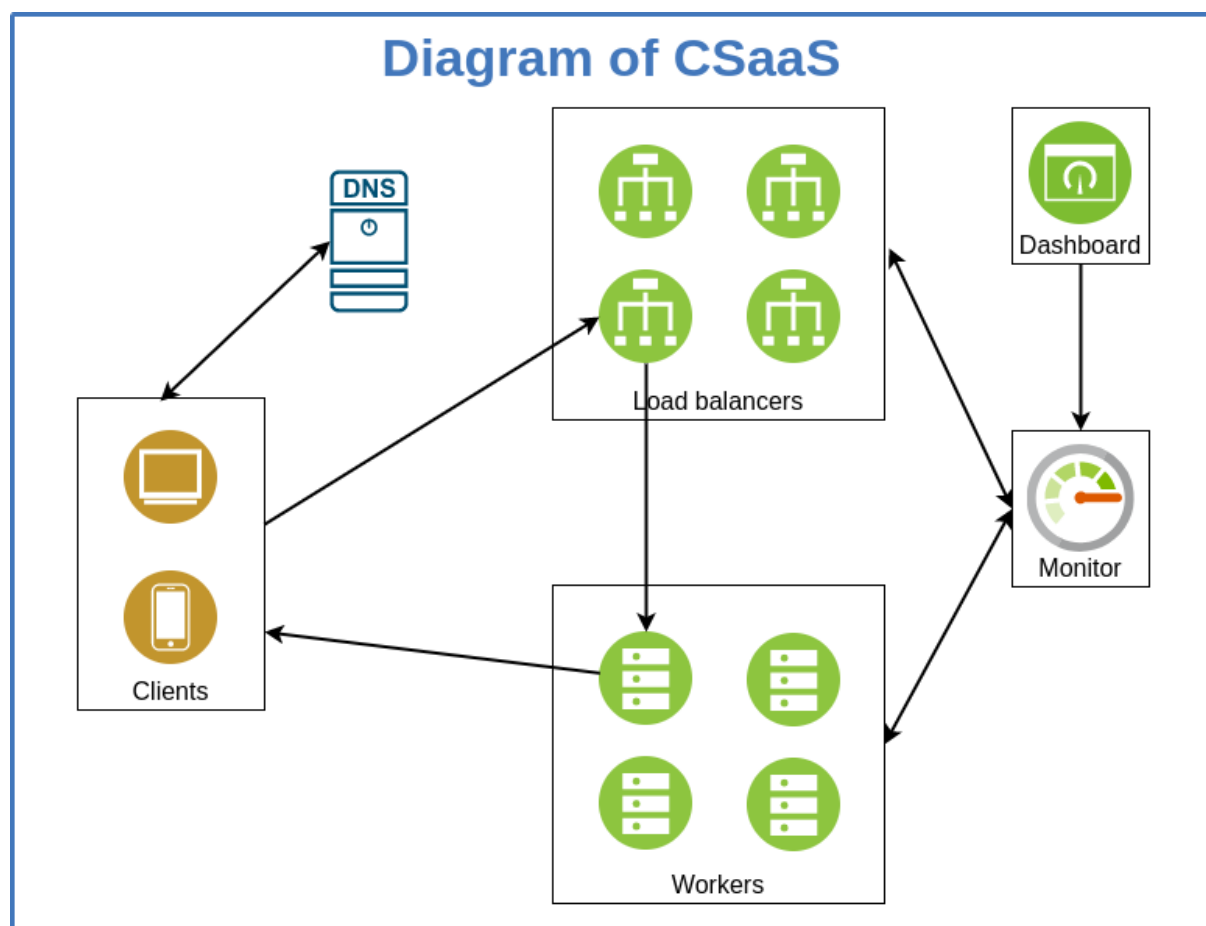 Diagram of CSaaS
DNS
Dashboard
Load balancers
Monitor
Clients
Workers